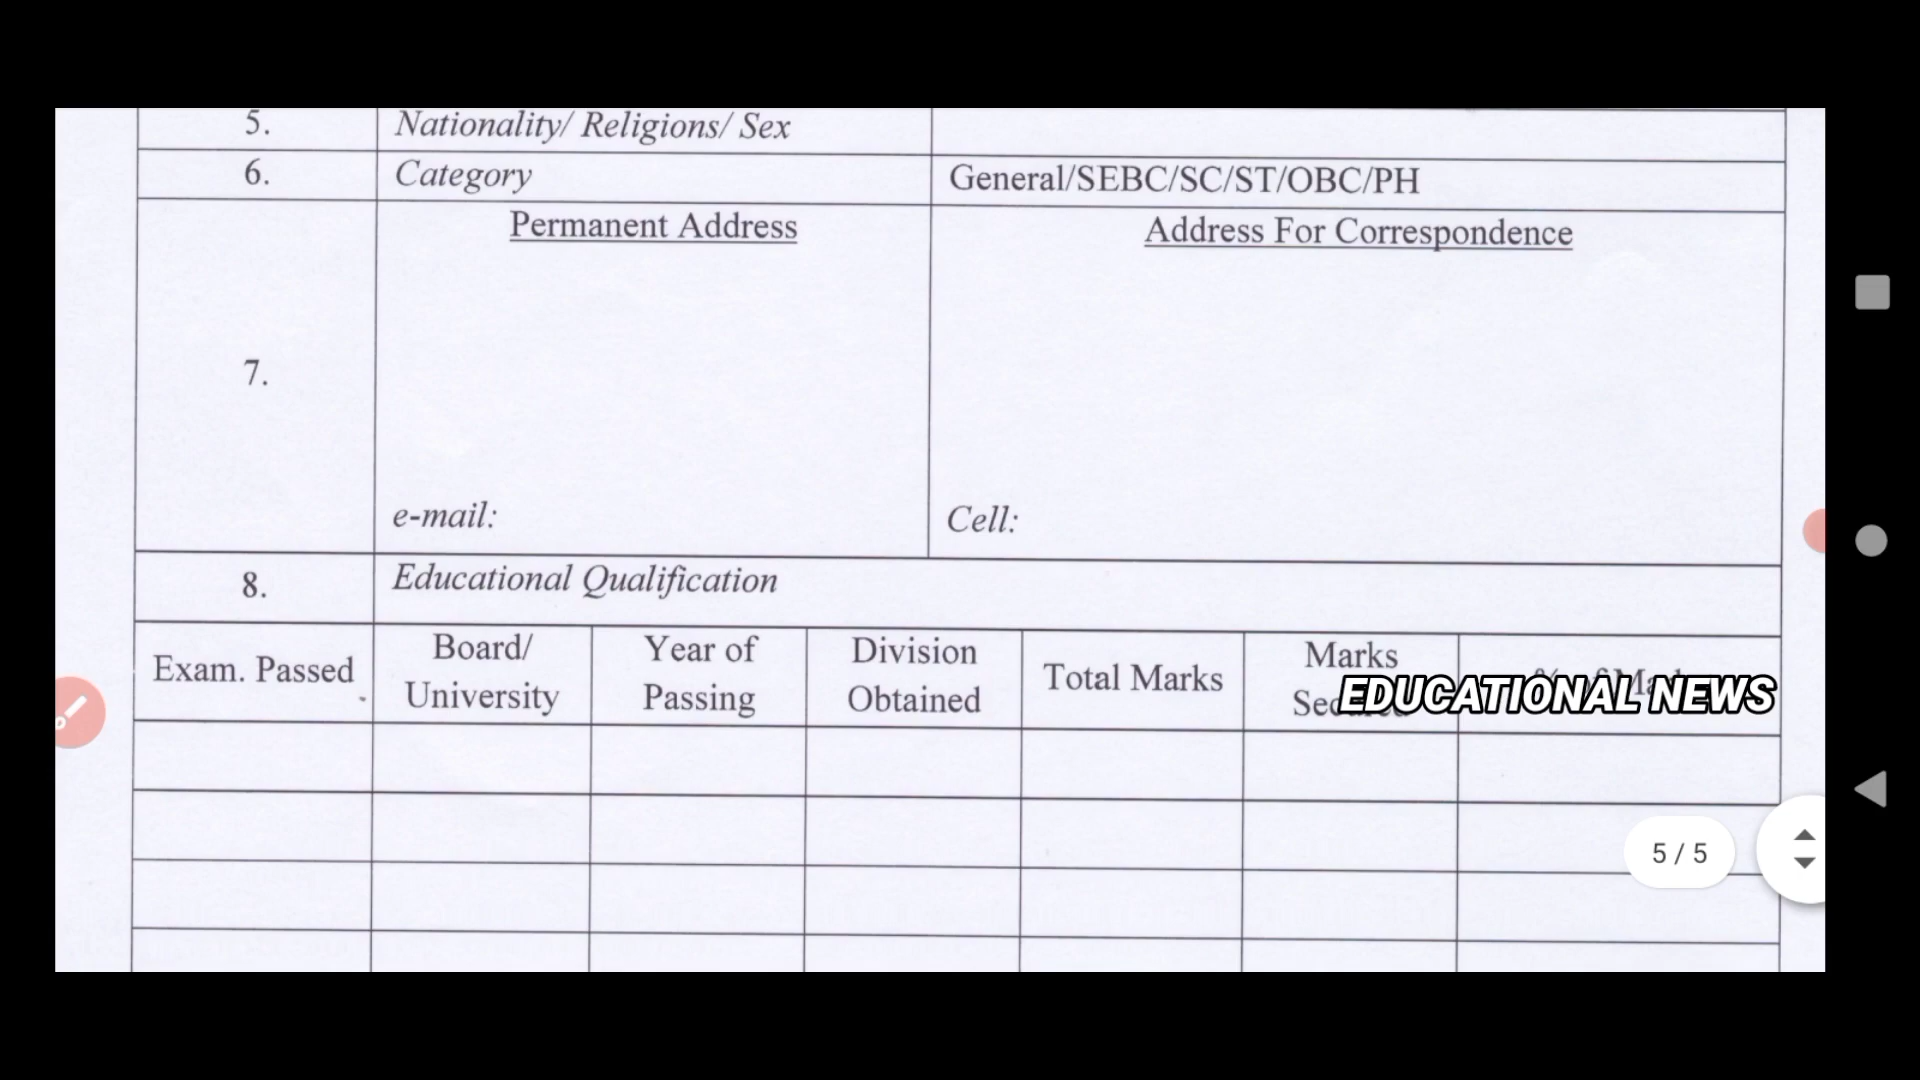 5. Nationality/ Religions/ Sex
6. Category General/SEBC/SC/ST/OBC/PH
Permanent Address Address For Correspondence
7.
e-mail: Cell:
8. Educational Qualification
Exam. Passed Board/ University Year of Passing Division Obtained Total Marks Marks
EDUCATIONAL NEWS
5 / 5